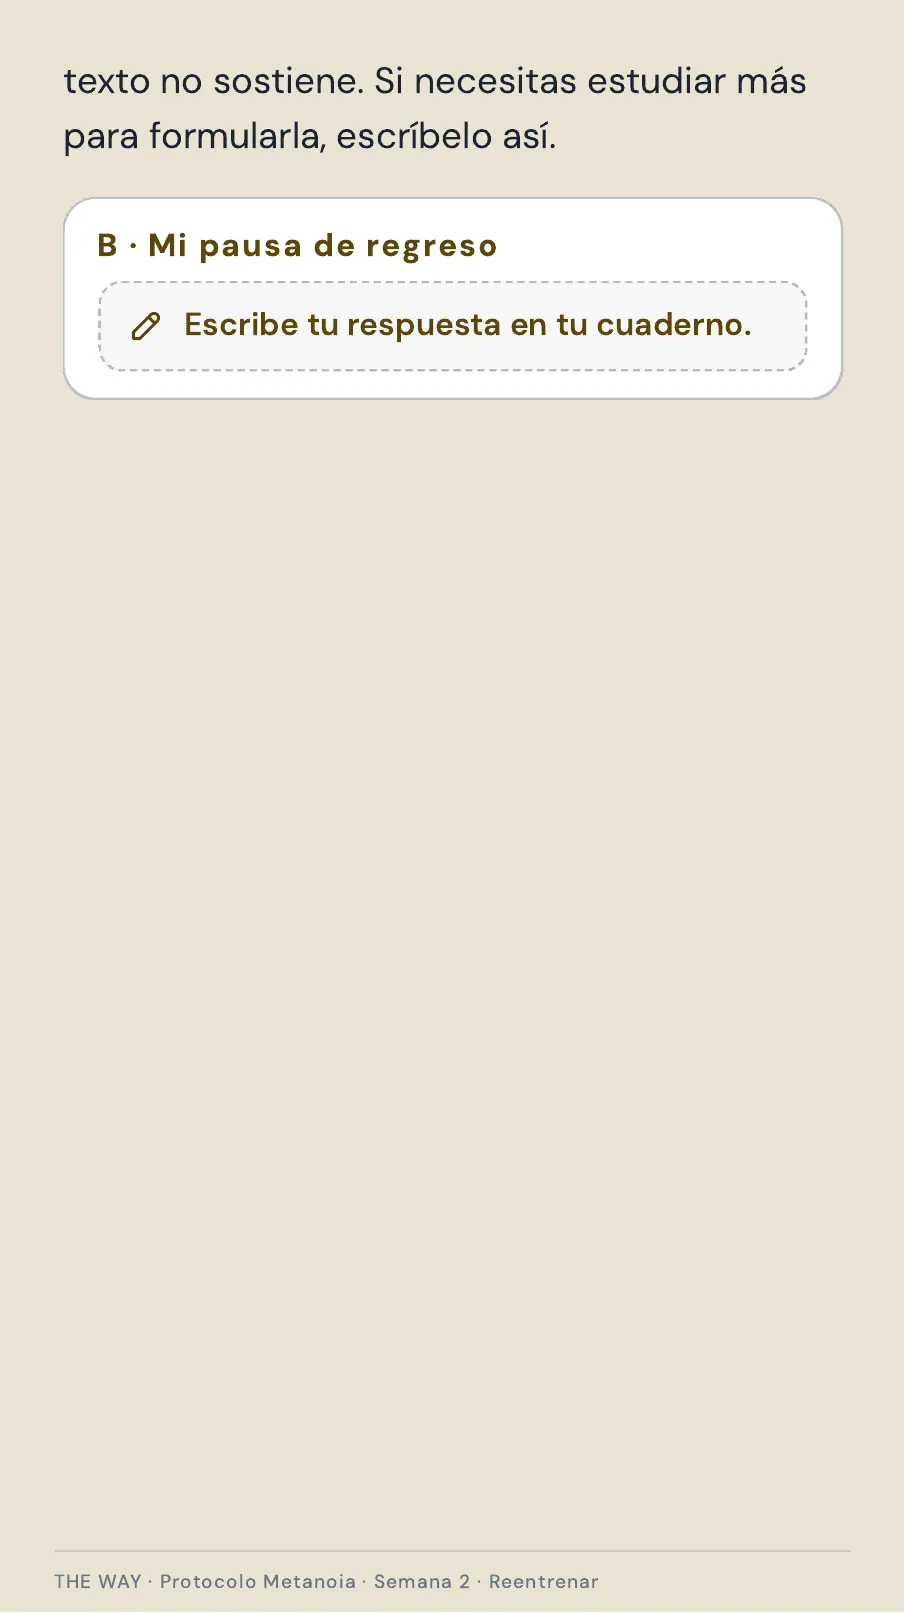 texto no sostiene. Si necesitas estudiar más
para formularla, escríbelo así.
B · Mi pausa de regreso
Escribe tu respuesta en tu cuaderno.
THE WAY · Protocolo Metanoia · Semana 2 · Reentrenar